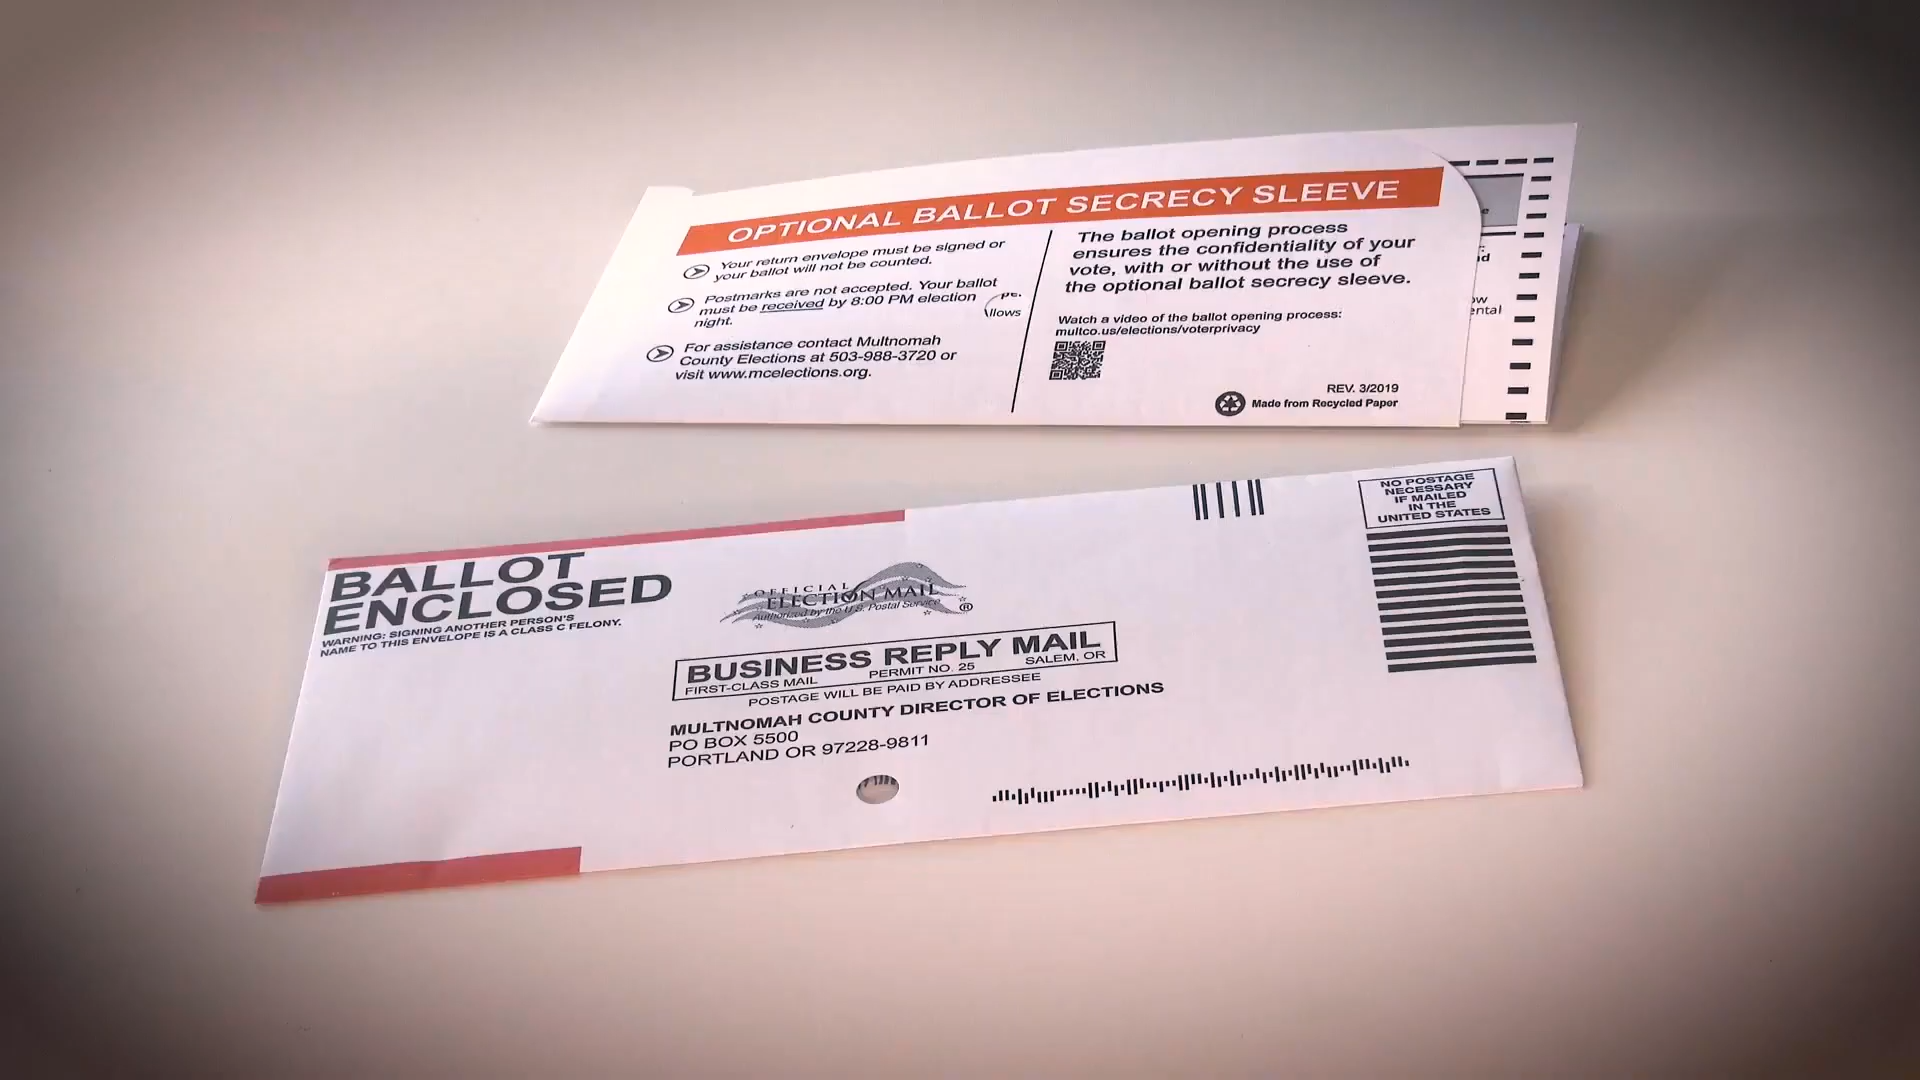 OPTIONAL BALLOT SECRECY SLEEVE
Your return envelope must be signed or
your ballot will not be counted.
Postmarks are not accepted. Your ballot
must be received by 8:00 PM election
night.
llows
For assistance contact Multnomah
County Elections at 503-988-3720 or
visit www.mcelections.org.
The ballot opening process
ensures the confidentiality of your
vote, with or without the use of
the optional ballot secrecy sleeve.
Watch a video of the ballot opening process:
multco.us/elections/voterprivacy
REV. 3/2019
Made from Recycled Paper
ental
BALLOT
ENCLOSED
WARNING: SIGNING ANOTHER PERSON'S
NAME TO THIS ENVELOPE IS A CLASS C FELONY.
OFFICIAL
ELECTION MAIL
Authorized by the U.S. Postal Service
®
BUSINESS REPLY MAIL
FIRST-CLASS MAIL PERMIT NO. 25 SALEM, OR
POSTAGE WILL BE PAID BY ADDRESSEE
MULTNOMAH COUNTY DIRECTOR OF ELECTIONS
PO BOX 5500
PORTLAND OR 97228-9811
NO POSTAGE
NECESSARY
IF MAILED
IN THE
UNITED STATES